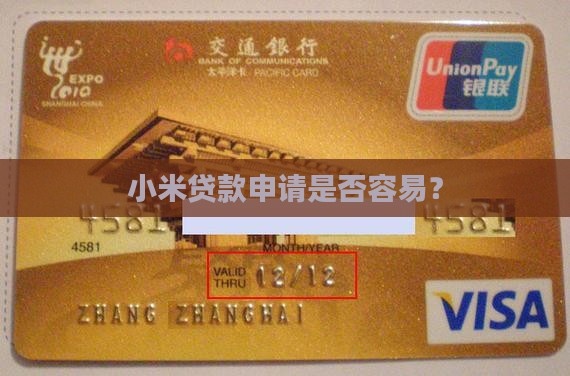 EXPO
2010
SHANGHAI CHINA
交通銀行
BANK OF COMMUNICATIONS
太平洋卡 PACIFIC CARD
UnionPay
银联
小米贷款申请是否容易？
4581 4581
4581
MONTH/YEAR
VALID
THRU 12/12
ZHANG ZHANGHAI
VISA